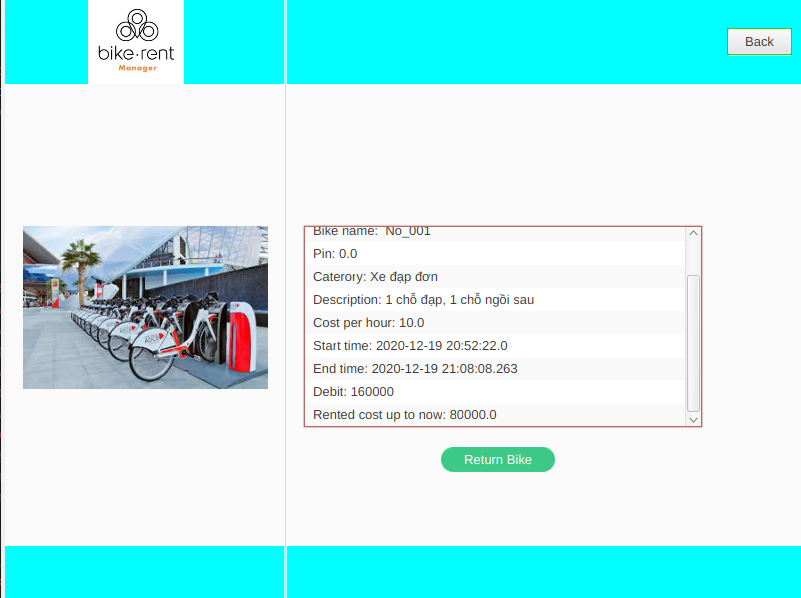 bike·rent
Manager
Back
Bike name: No_001
Pin: 0.0
Caterory: Xe đạp đơn
Description: 1 chỗ đạp, 1 chỗ ngồi sau
Cost per hour: 10.0
Start time: 2020-12-19 20:52:22.0
End time: 2020-12-19 21:08:08.263
Debit: 160000
Rented cost up to now: 80000.0
Return Bike